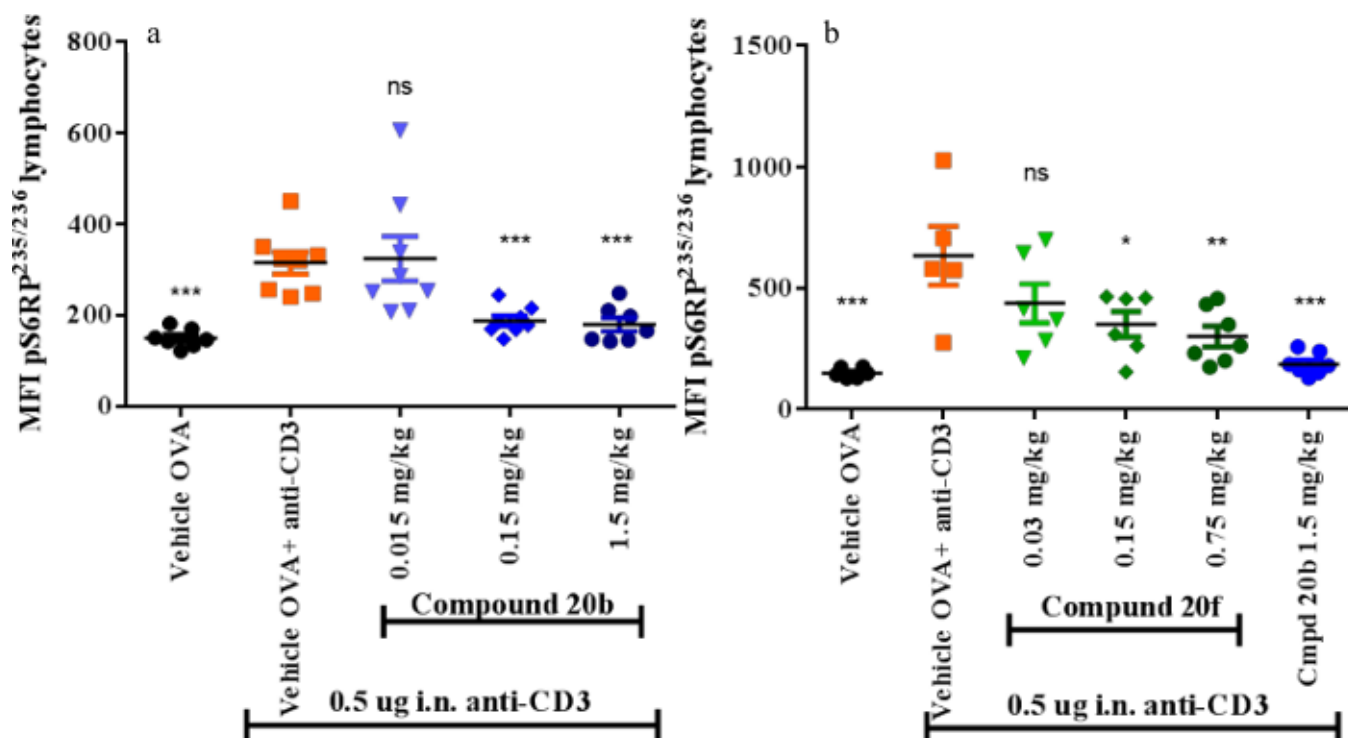 a
MFI pS6RP235/236 lymphocytes
800
600
400
200
0
ns
***
***
***
Vehicle OVA
Vehicle OVA+ anti-CD3
0.015 mg/kg
0.15 mg/kg
1.5 mg/kg
Compound 20b
0.5 ug i.n. anti-CD3
b
MFI pS6RP235/236 lymphocytes
1500
1000
500
0
ns
*
**
***
***
Vehicle OVA
Vehicle OVA+ anti-CD3
0.03 mg/kg
0.15 mg/kg
0.75 mg/kg
Cmpd 20b 1.5 mg/kg
Compund 20f
0.5 ug i.n. anti-CD3